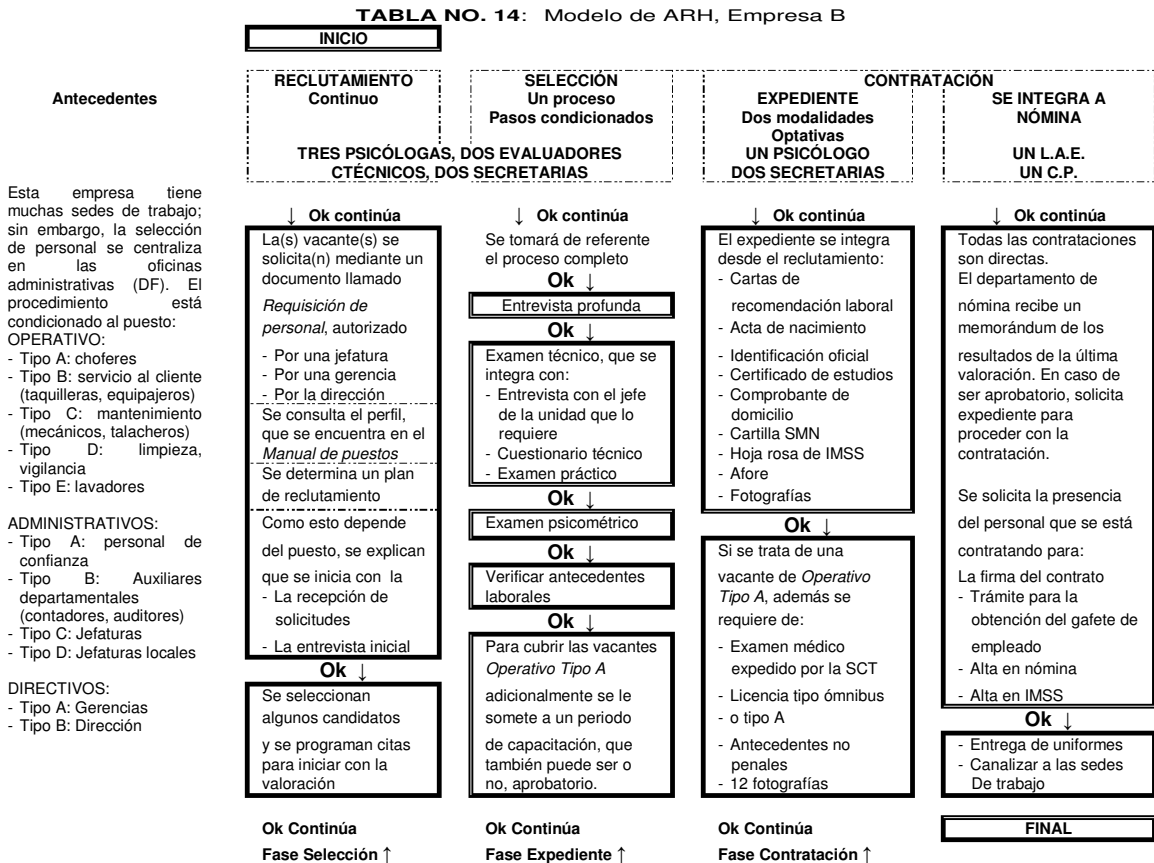 TABLA NO. 14: Modelo de ARH, Empresa B
INICIO
Antecedentes
Esta empresa tiene
muchas sedes de trabajo;
sin embargo, la selección
de personal se centraliza
en las oficinas
administrativas (DF). El
procedimiento está
condicionado al puesto:
OPERATIVO:
- Tipo A: choferes
- Tipo B: servicio al cliente
(taquilleras, equipajeros)
- Tipo C: mantenimiento
(mecánicos, talacheros)
- Tipo D: limpieza,
vigilancia
- Tipo E: lavadores
ADMINISTRATIVOS:
- Tipo A: personal de
confianza
- Tipo B: Auxiliares
departamentales
(contadores, auditores)
- Tipo C: Jefaturas
- Tipo D: Jefaturas locales
DIRECTIVOS:
- Tipo A: Gerencias
- Tipo B: Dirección
RECLUTAMIENTO
Continuo
SELECCIÓN
Un proceso
Pasos condicionados
TRES PSICÓLOGAS, DOS EVALUADORES
CTÉCNICOS, DOS SECRETARIAS
CONTRATACIÓN
EXPEDIENTE
Dos modalidades
Optativas
UN PSICÓLOGO
DOS SECRETARIAS
SE INTEGRA A
NÓMINA
UN L.A.E.
UN C.P.
↓ Ok continúa
La(s) vacante(s) se
solicita(n) mediante un
documento llamado
Requisición de
personal, autorizado
- Por una jefatura
- Por una gerencia
- Por la dirección
Se consulta el perfil,
que se encuentra en el
Manual de puestos
Se determina un plan
de reclutamiento
Como esto depende
del puesto, se explican
que se inicia con la
- La recepción de
solicitudes
- La entrevista inicial
Ok ↓
Se seleccionan
algunos candidatos
y se programan citas
para iniciar con la
valoración
Ok Continúa
Fase Selección ↑
↓ Ok continúa
Se tomará de referente
el proceso completo
Ok ↓
Entrevista profunda
Ok ↓
Examen técnico, que se
integra con:
- Entrevista con el jefe
de la unidad que lo
requiere
- Cuestionario técnico
- Examen práctico
Ok ↓
Examen psicométrico
Ok ↓
Verificar antecedentes
laborales
Ok ↓
Para cubrir las vacantes
Operativo Tipo A
adicionalmente se le
somete a un periodo
de capacitación, que
también puede ser o
no, aprobatorio.
Ok Continúa
Fase Expediente ↑
↓ Ok continúa
El expediente se integra
desde el reclutamiento:
- Cartas de
recomendación laboral
- Acta de nacimiento
- Identificación oficial
- Certificado de estudios
- Comprobante de
domicilio
- Cartilla SMN
- Hoja rosa de IMSS
- Afore
- Fotografías
Ok ↓
Si se trata de una
vacante de Operativo
Tipo A, además se
requiere de:
- Examen médico
expedido por la SCT
- Licencia tipo ómnibus
- o tipo A
- Antecedentes no
penales
- 12 fotografías
Ok Continúa
Fase Contratación ↑
↓ Ok continúa
Todas las contrataciones
son directas.
El departamento de
nómina recibe un
memorándum de los
resultados de la última
valoración. En caso de
ser aprobatorio, solicita
expediente para
proceder con la
contratación.
Se solicita la presencia
del personal que se está
contratando para:
La firma del contrato
- Trámite para la
obtención del gafete de
empleado
- Alta en nómina
- Alta en IMSS
Ok ↓
- Entrega de uniformes
- Canalizar a las sedes
De trabajo
FINAL